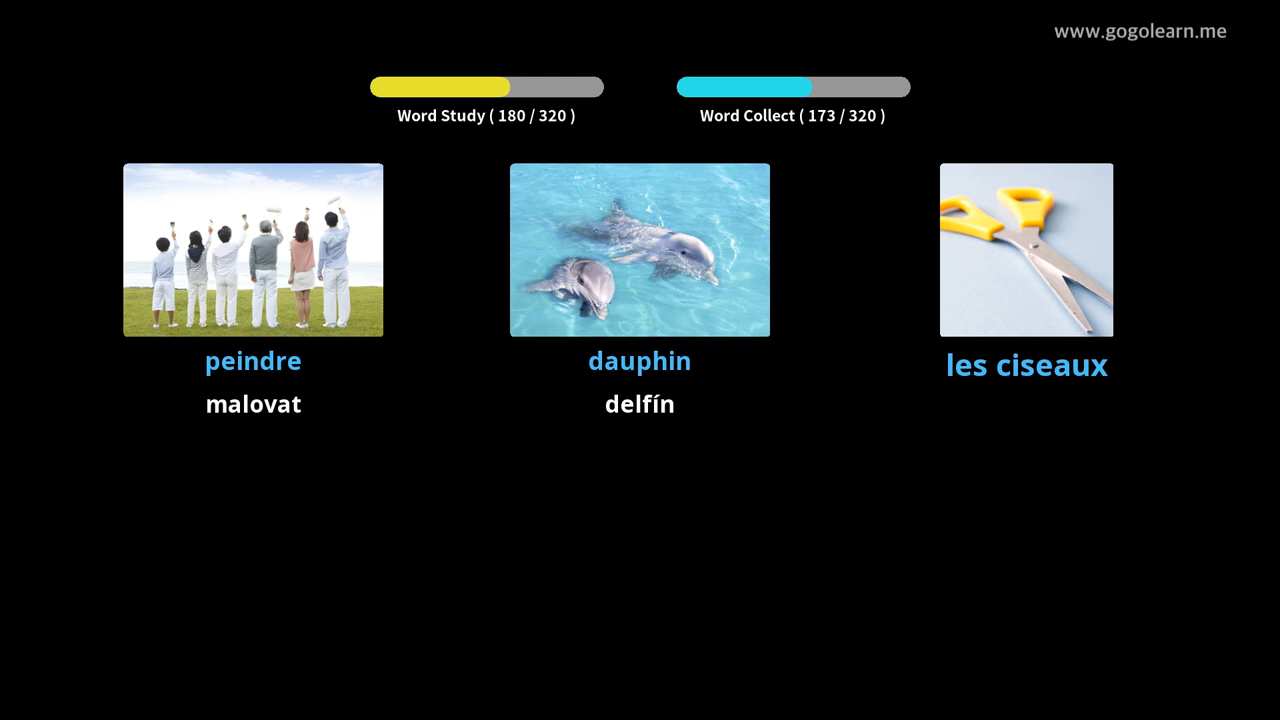 www.gogolearn.me
Word Study ( 180 / 320 )
Word Collect ( 173 / 320 )
peindre
malovat
dauphin
delfín
les ciseaux